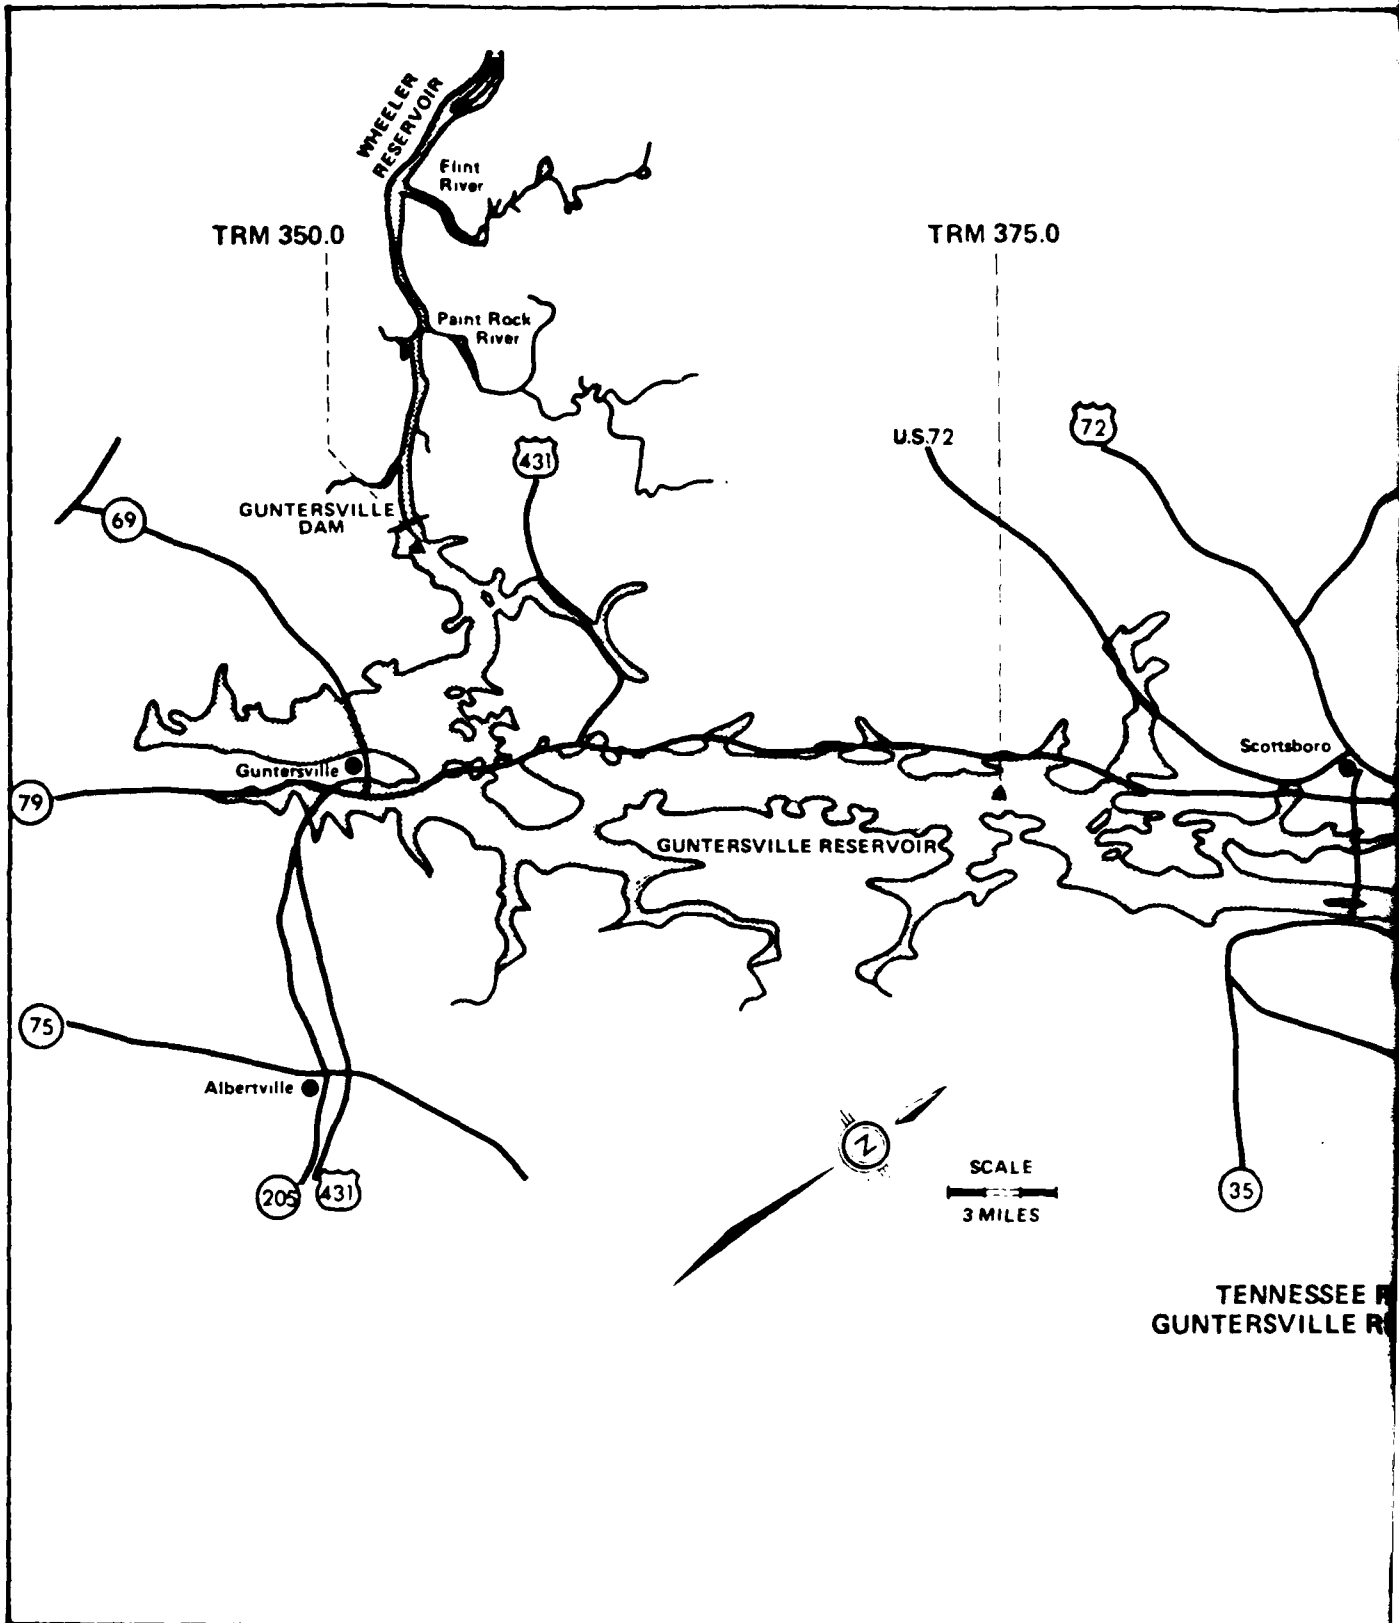 WHEELER
RESERVOIR
Flint
River
TRM 350.0
TRM 375.0
Paint Rock
River
U.S.72
72
431
69
GUNTERSVILLE
DAM
Scottsboro
Guntersville
79
GUNTERSVILLE RESERVOIR
75
Albertville
N
SCALE
3 MILES
205
431
35
TENNESSEE R
GUNTERSVILLE R